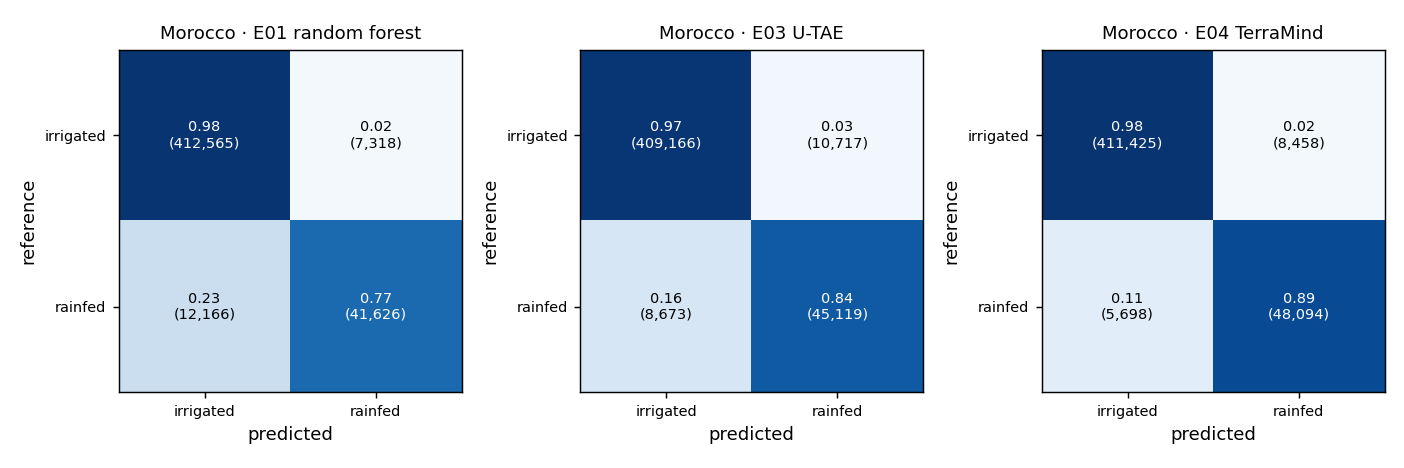 Morocco · E01 random forest
irrigated
rainfed
reference
0.98
(412,565)
0.02
(7,318)
0.23
(12,166)
0.77
(41,626)
irrigated
rainfed
predicted
Morocco · E03 U-TAE
irrigated
rainfed
reference
0.97
(409,166)
0.03
(10,717)
0.16
(8,673)
0.84
(45,119)
irrigated
rainfed
predicted
Morocco · E04 TerraMind
irrigated
rainfed
reference
0.98
(411,425)
0.02
(8,458)
0.11
(5,698)
0.89
(48,094)
irrigated
rainfed
predicted